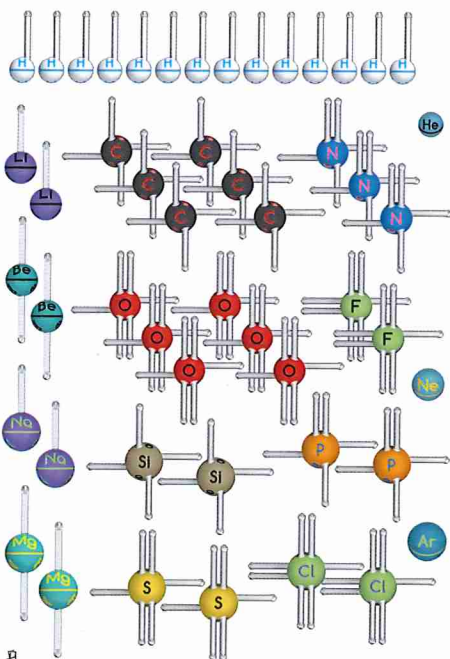 H H H H H H H H H H H H H H
He
Li C C N
Li C C N
C C N
Be O O F
Be O O F
O O
Ne
Na Si Si P P
Na
Ar
Mg Cl Cl
Mg S S